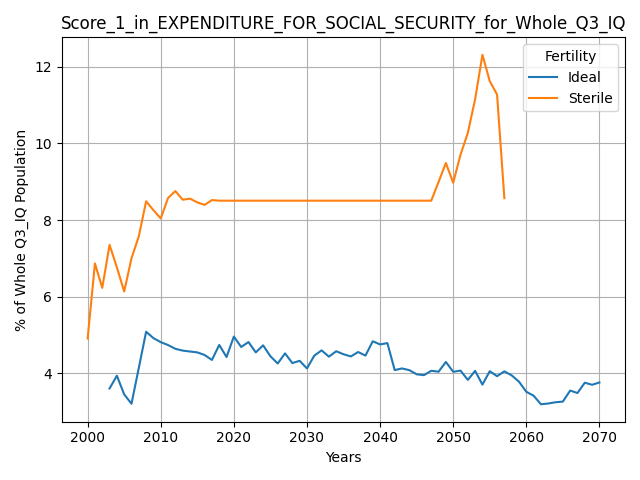 Score_1_in_EXPENDITURE_FOR_SOCIAL_SECURITY_for_Whole_Q3_IQ
Fertility
Ideal
Sterile
% of Whole Q3_IQ Population
12
10
8
6
4
2000 2010 2020 2030 2040 2050 2060 2070
Years